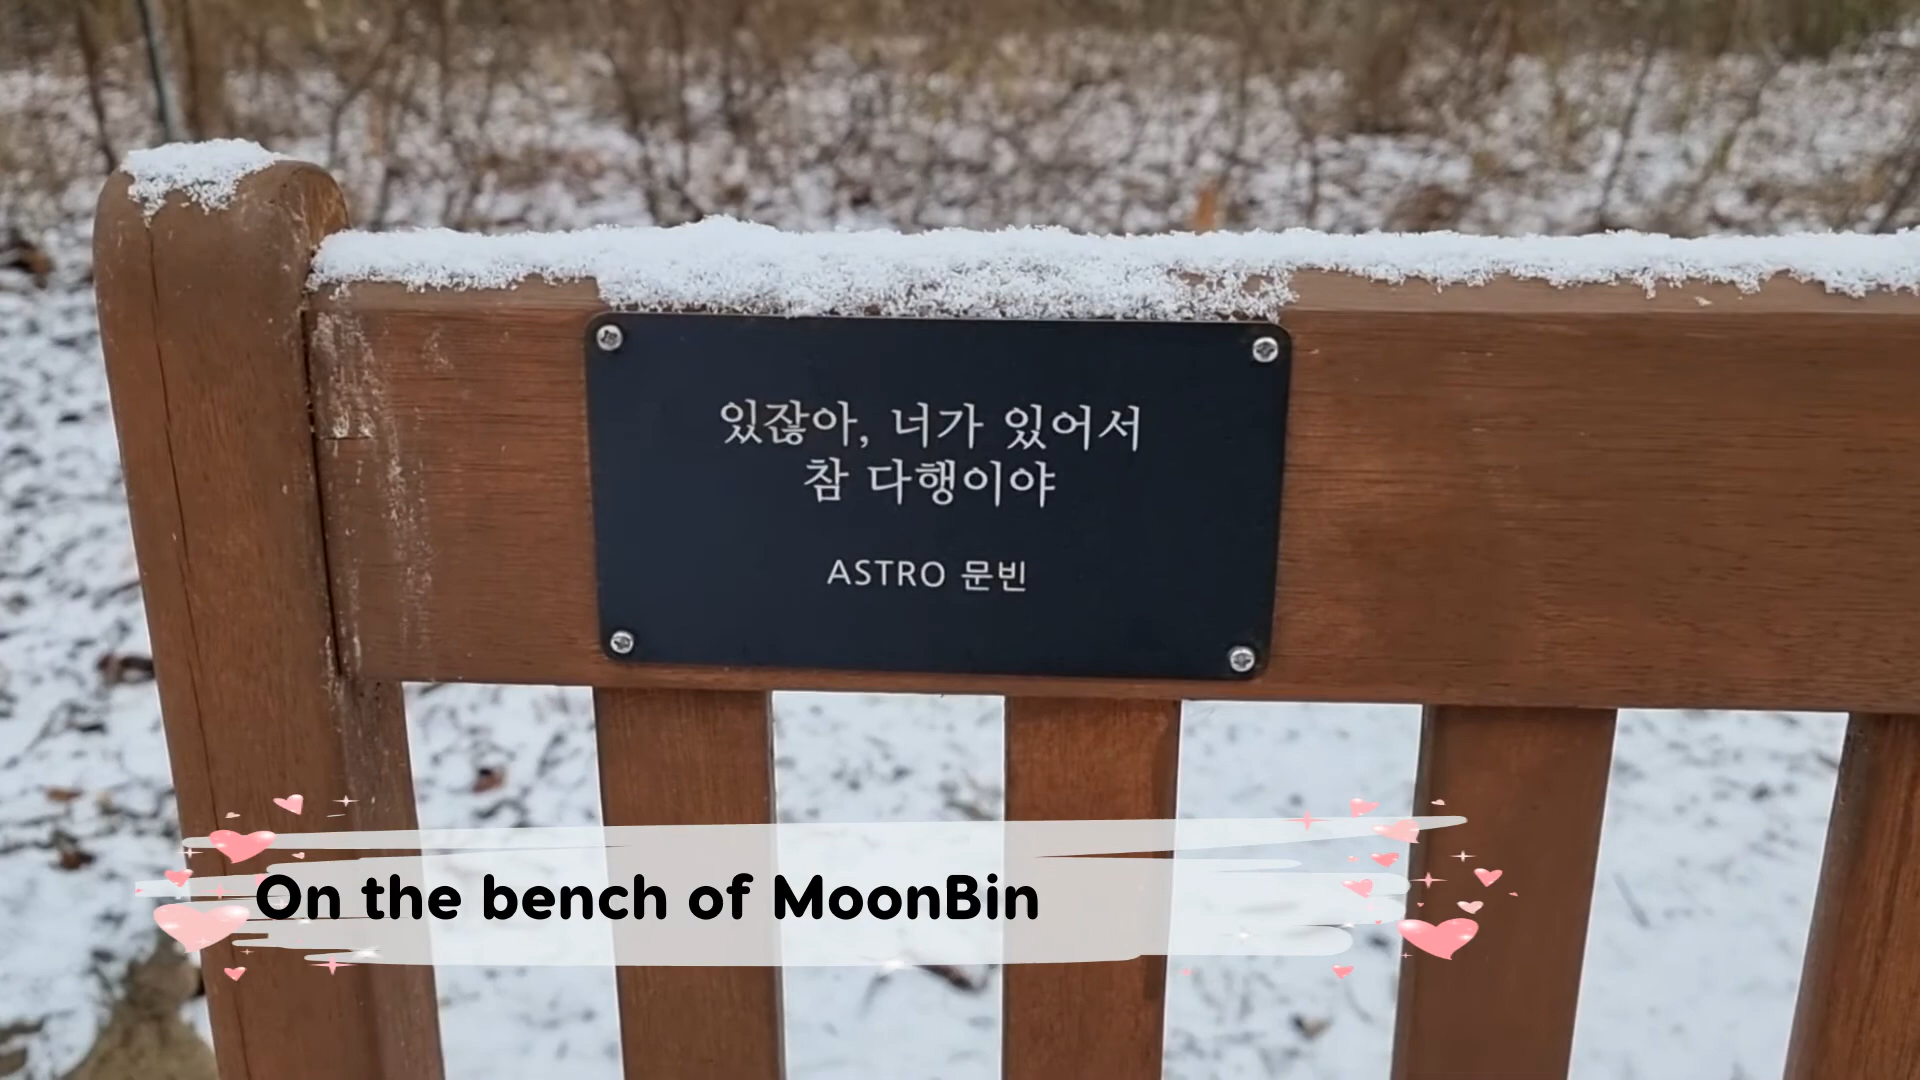 있잖아, 너가 있어서
참 다행이야
ASTRO 문빈
On the bench of MoonBin